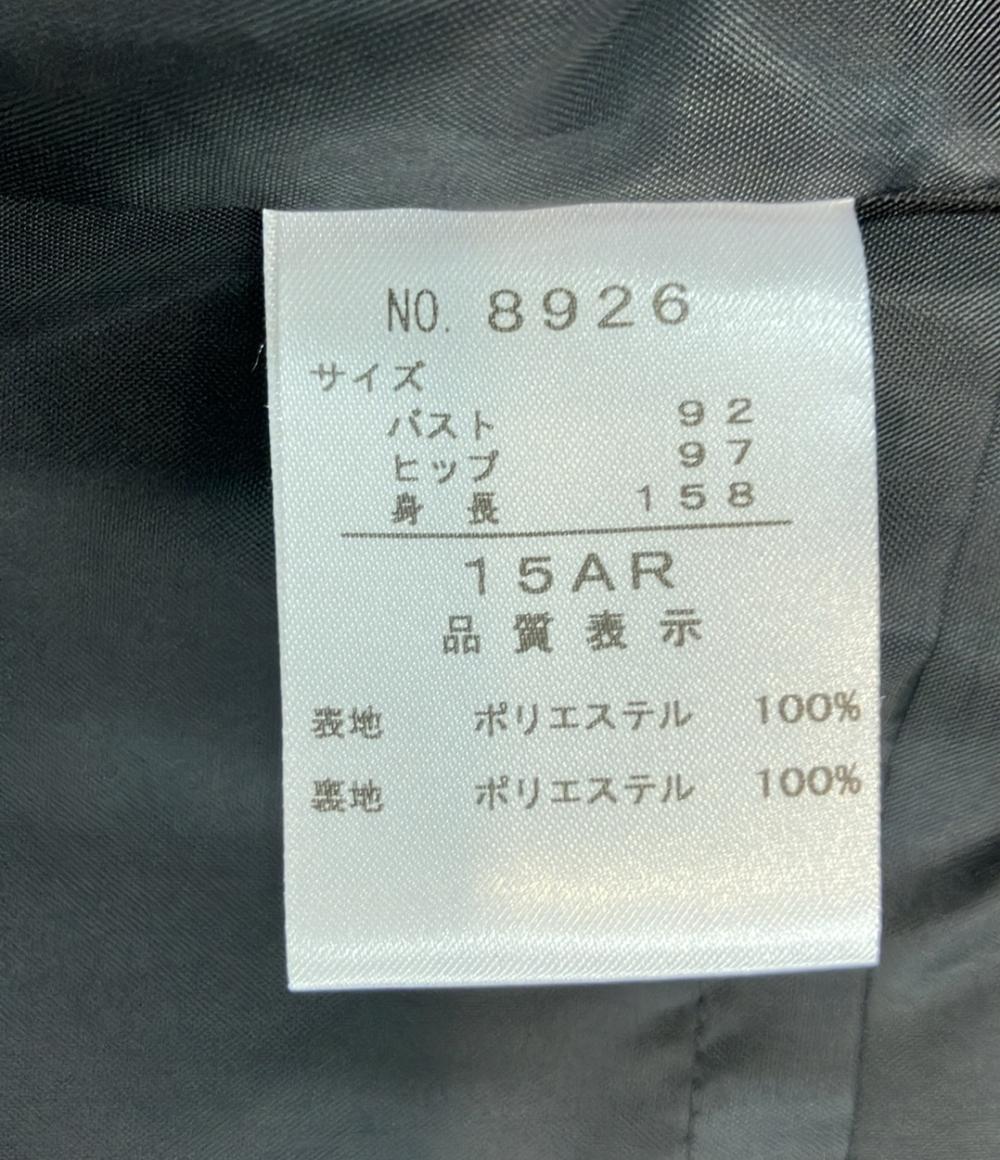 NO. 8926
サイズ
バスト 92
ヒップ 97
身長 158
15AR
品質表示
表地 ポリエステル 100%
裏地 ポリエステル 100%